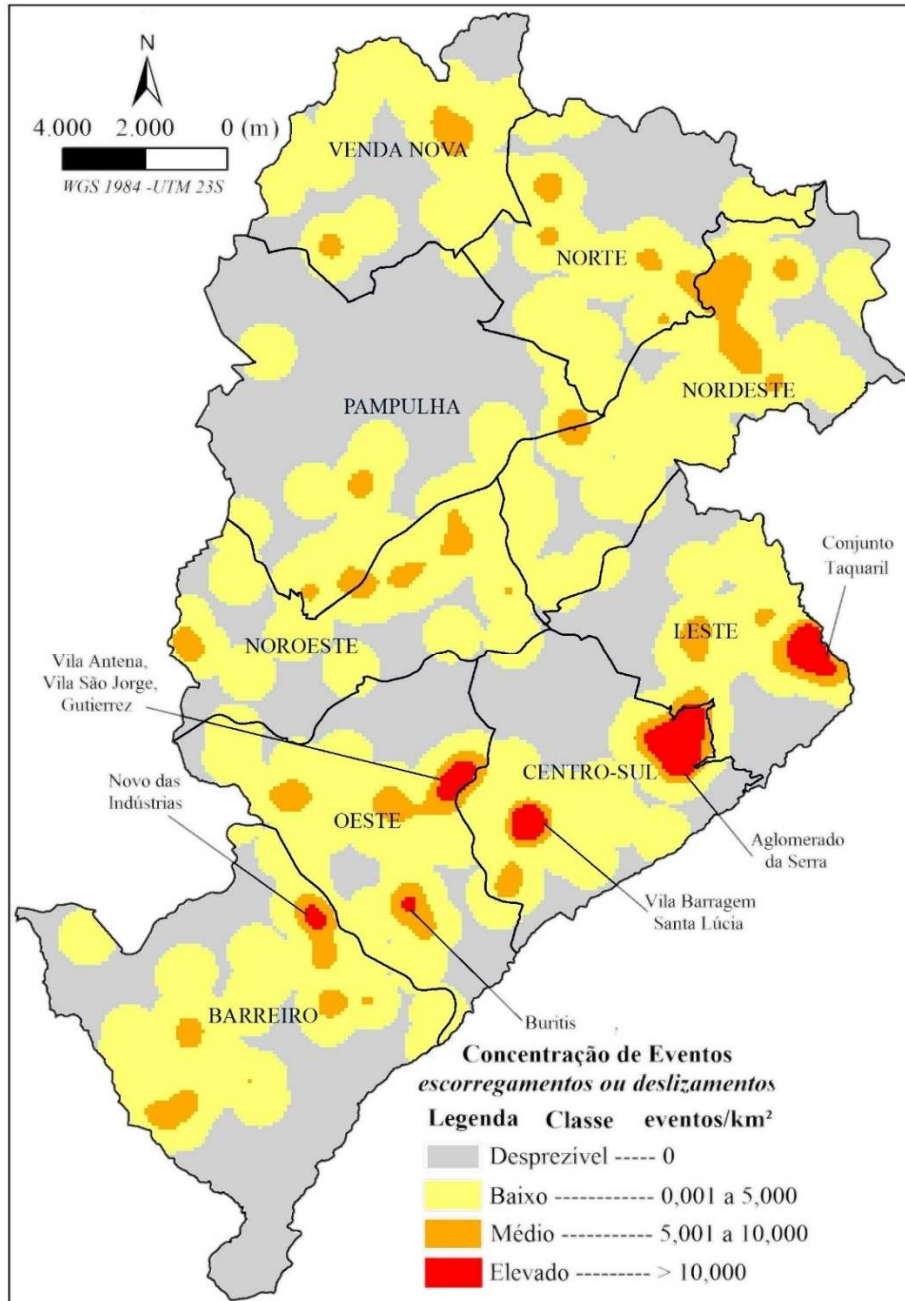 N
4.000 2.000 0 (m)
WGS 1984 -UTM 23S
VENDA NOVA
NORTE
NORDESTE
PAMPULHA
Conjunto
Taquaril
LESTE
NOROESTE
Vila Antena,
Vila São Jorge,
Gutierrez
CENTRO-SUL
Novo das
Indústrias
OESTE
Aglomerado
da Serra
Vila Barragem
Santa Lúcia
BARREIRO
Buritis
Concentração de Eventos
escorregamentos ou deslizamentos
Legenda Classe eventos/km²
Desprezível ----- 0
Baixo ------------ 0,001 a 5,000
Médio ----------- 5,001 a 10,000
Elevado ---------- > 10,000